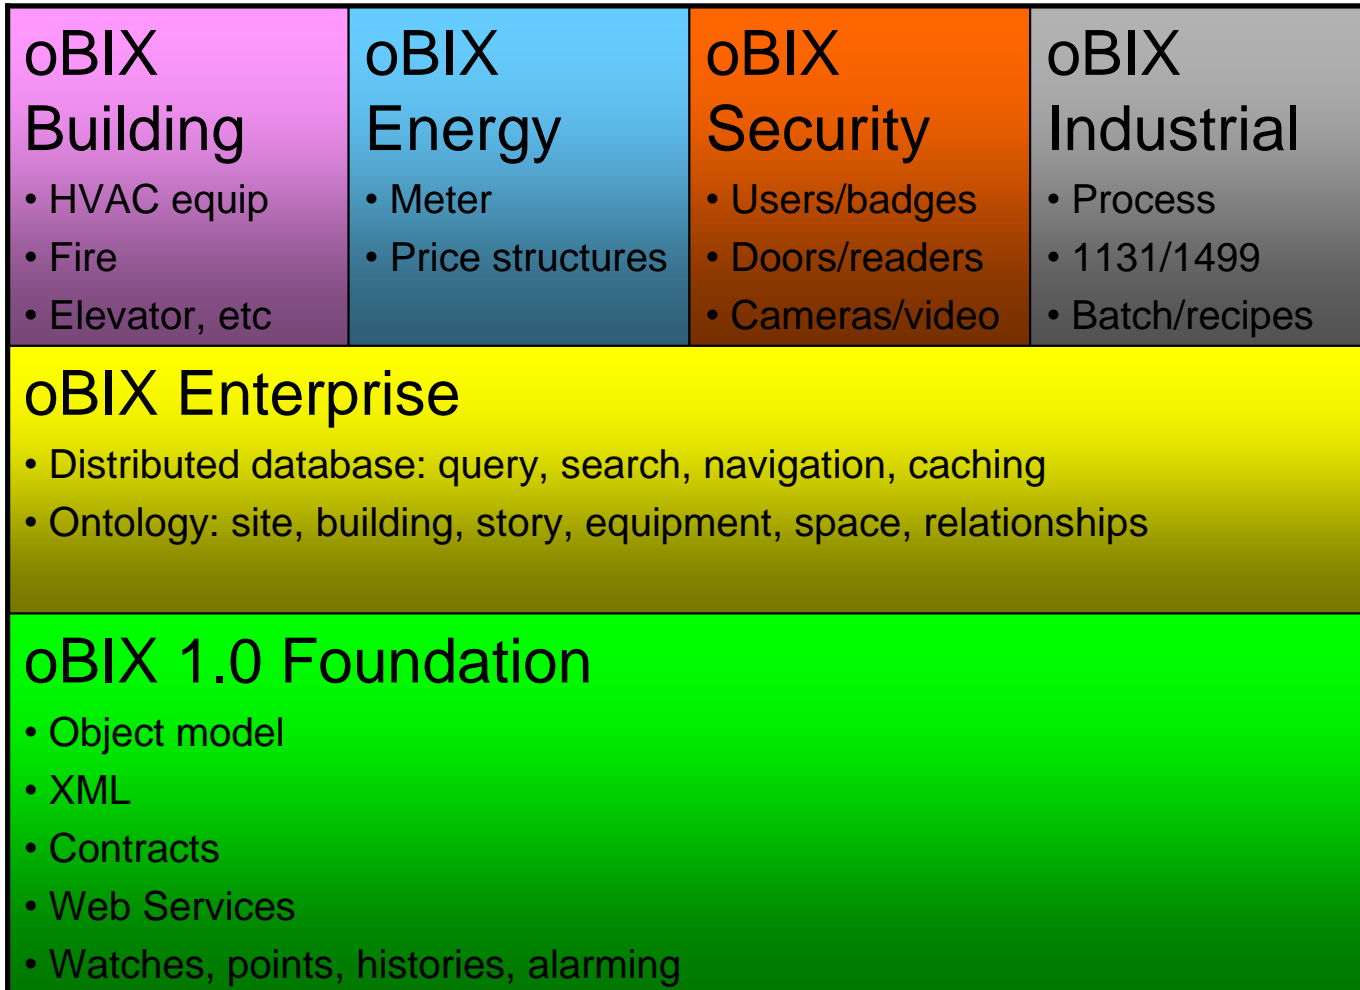 oBIX
Building
• HVAC equip
• Fire
• Elevator, etc
oBIX
Energy
• Meter
• Price structures
oBIX
Security
• Users/badges
• Doors/readers
• Cameras/video
oBIX
Industrial
• Process
• 1131/1499
• Batch/recipes
oBIX Enterprise
• Distributed database: query, search, navigation, caching
• Ontology: site, building, story, equipment, space, relationships
oBIX 1.0 Foundation
• Object model
• XML
• Contracts
• Web Services
• Watches, points, histories, alarming